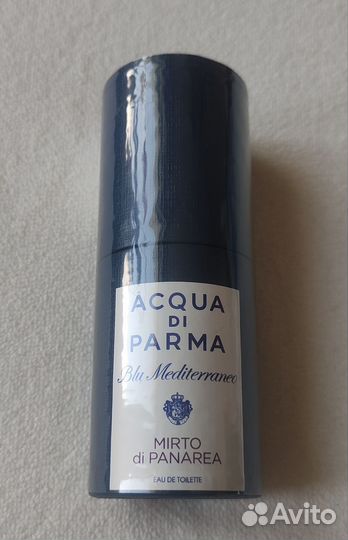 ACQUA
DI
PARMA
Blu Mediterraneo
MIRTO
di PANAREA
EAU DE TOILETTE
Avito